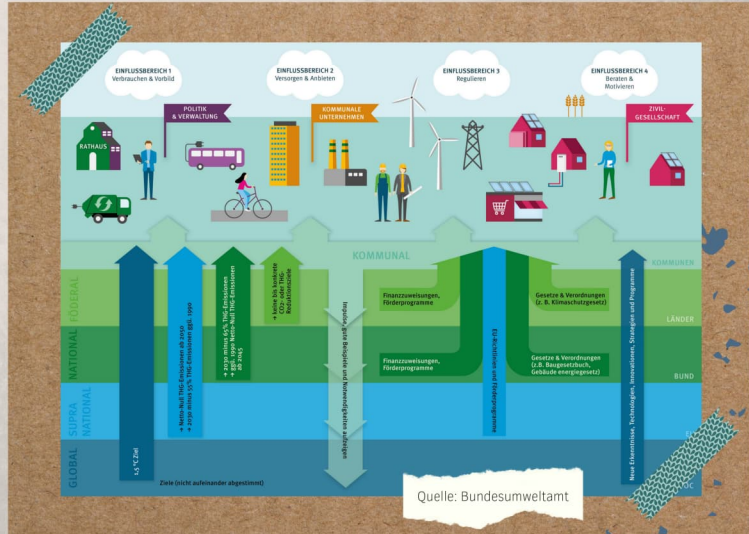 EINFLUSSBEREICH 1
Verbrauchen & Vorbild
EINFLUSSBEREICH 2
Versorgen & Anbieten
EINFLUSSBEREICH 3
Regulieren
EINFLUSSBEREICH 4
Beraten &
Motivieren
POLITIK
& VERWALTUNG
KOMMUNALE
UNTERNEHMEN
ZIVIL-
GESELLSCHAFT
RATHAUS
KOMMUNAL
KOMMUNEN
FÖDERAL
LÄNDER
NATIONAL
BUND
SUPRA
NATIONAL
GLOBAL
1,5 °C Ziel
→ Netto-Null THG-Emissionen ab 2050
→ 2030 minus 55% THG-Emissionen ggü. 1990
→ 2030 minus 65% THG-Emissionen
→ ggü. 1990 Netto-Null THG-Emissionen
ab 2045
→ keine bis konkrete
CO2- oder THG-
Reduktionsziele
Impulse, gute Beispiele und Notwendigkeiten aufzeigen
Finanzzuweisungen,
Förderprogramme
Gesetze & Verordnungen
(z. B. Klimaschutzgesetz)
Finanzzuweisungen,
Förderprogramme
Gesetze & Verordnungen
(z.B. Baugesetzbuch,
Gebäude energiegesetz)
EU-Richtlinien und Förderprogramme
Neue Erkenntnisse, Technologien, Innovationen, Strategien und Programme
Ziele (nicht aufeinander abgestimmt)
Quelle: Bundesumweltamt